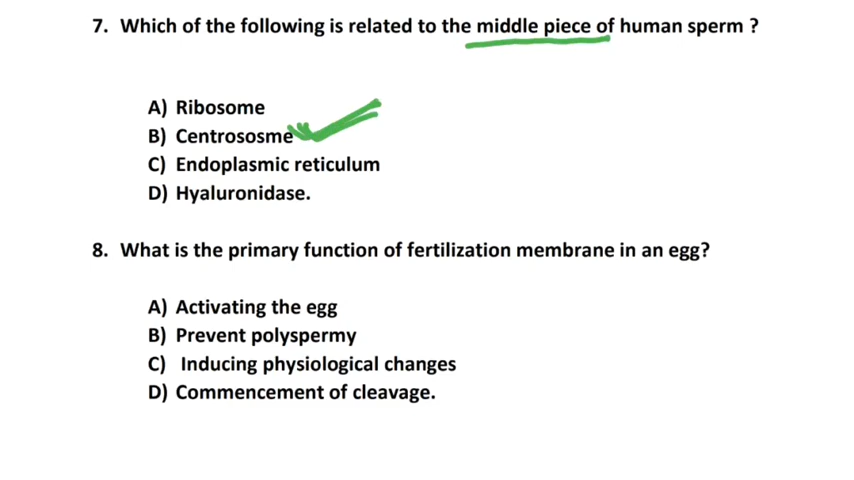 7. Which of the following is related to the middle piece of human sperm ?
A) Ribosome
B) Centrososme
C) Endoplasmic reticulum
D) Hyaluronidase.
8. What is the primary function of fertilization membrane in an egg?
A) Activating the egg
B) Prevent polyspermy
C) Inducing physiological changes
D) Commencement of cleavage.